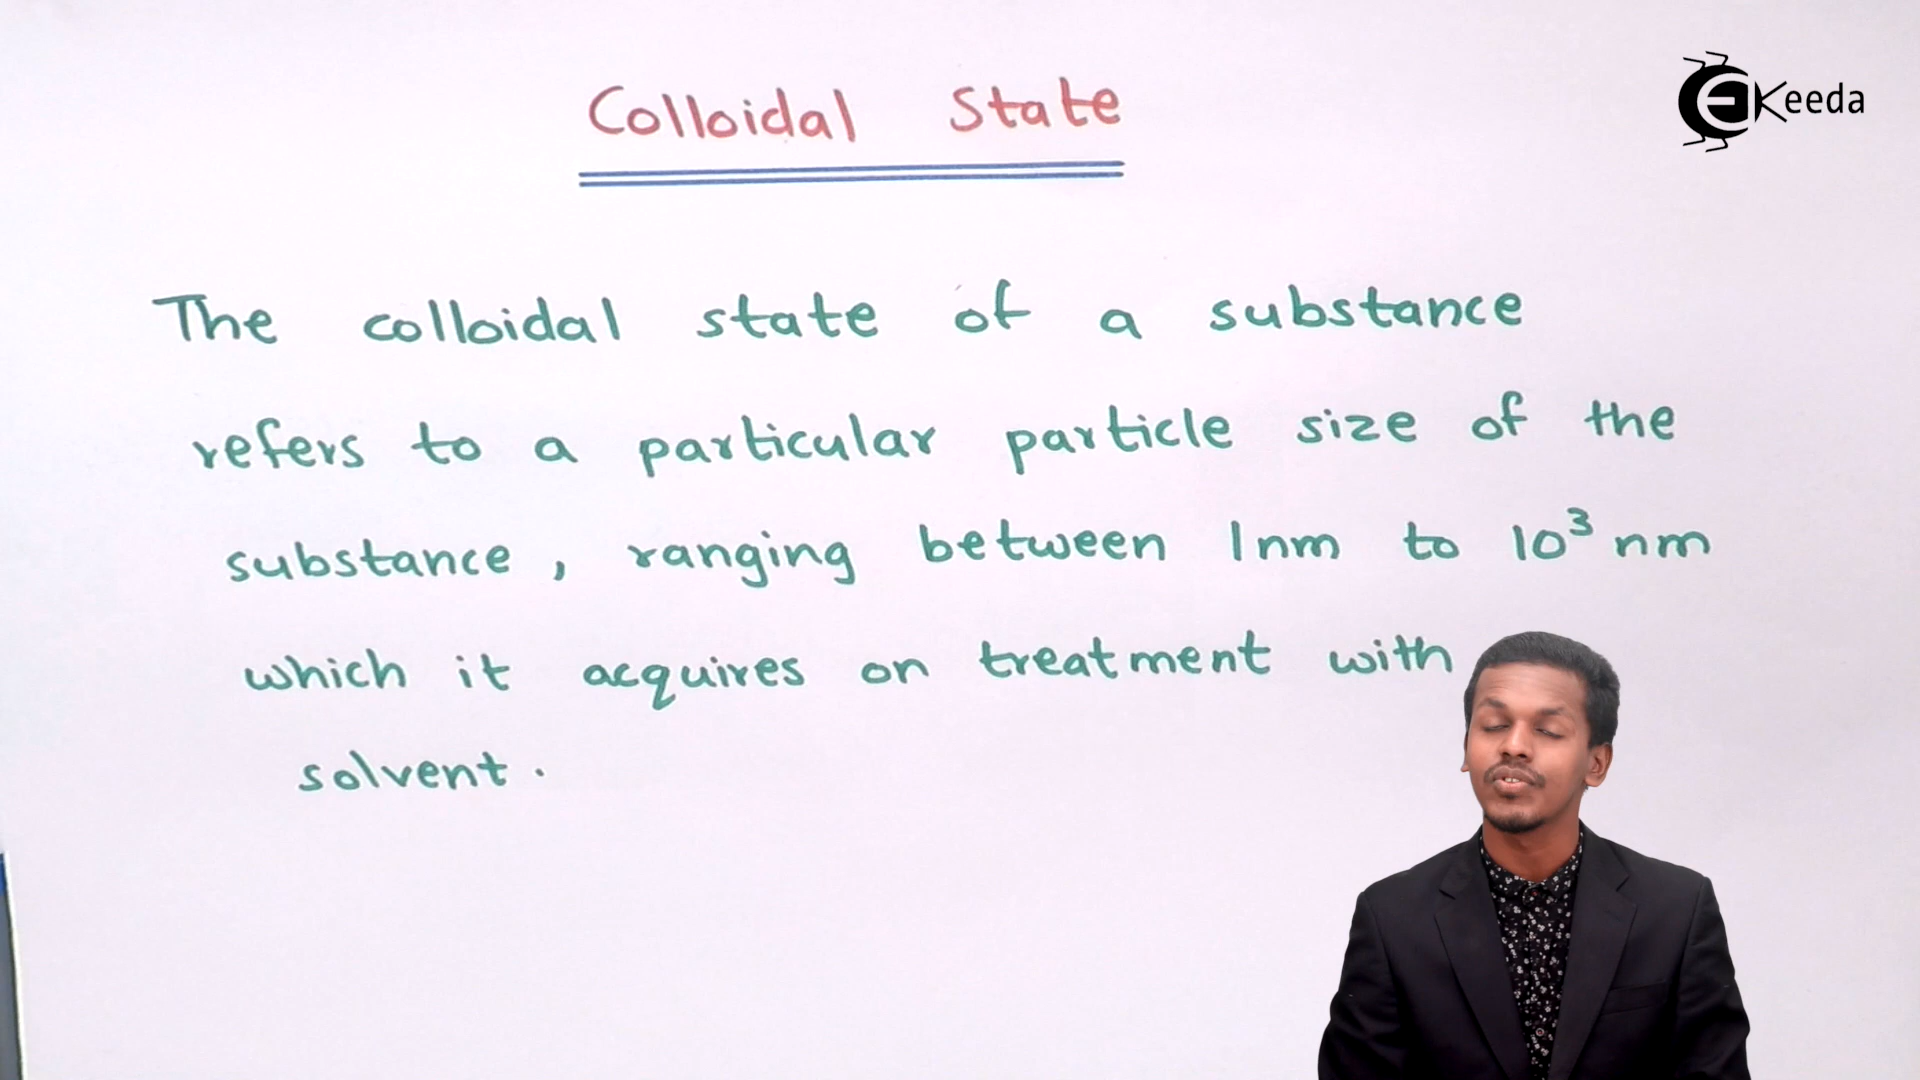 Colloidal State
EKeeda
The colloidal state of a substance
refers to a particular particle size of the
substance, ranging between 1nm to 10³ nm
which it acquires on treatment with
solvent.